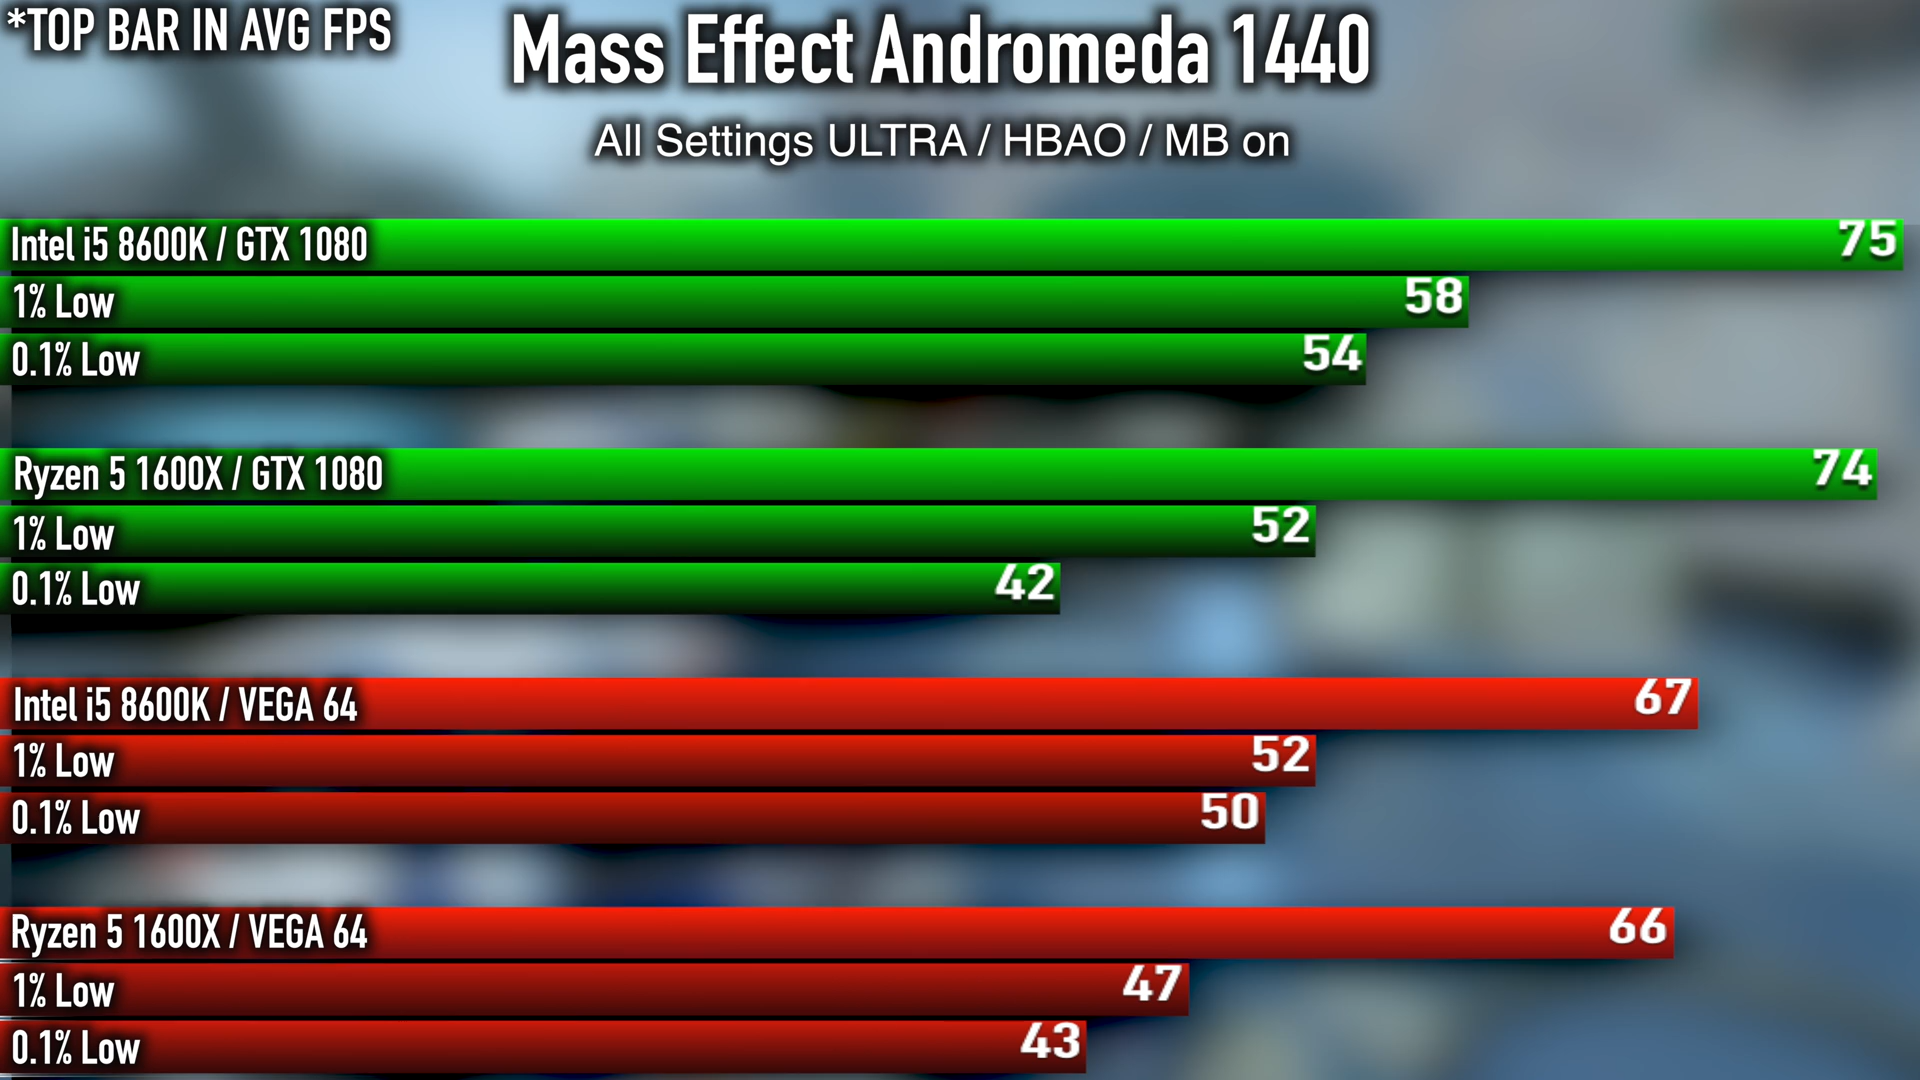 *TOP BAR IN AVG FPS
Mass Effect Andromeda 1440
All Settings ULTRA / HBAO / MB on
Intel i5 8600K / GTX 1080 75
1% Low 58
0.1% Low 54
Ryzen 5 1600X / GTX 1080 74
1% Low 52
0.1% Low 42
Intel i5 8600K / VEGA 64 67
1% Low 52
0.1% Low 50
Ryzen 5 1600X / VEGA 64 66
1% Low 47
0.1% Low 43